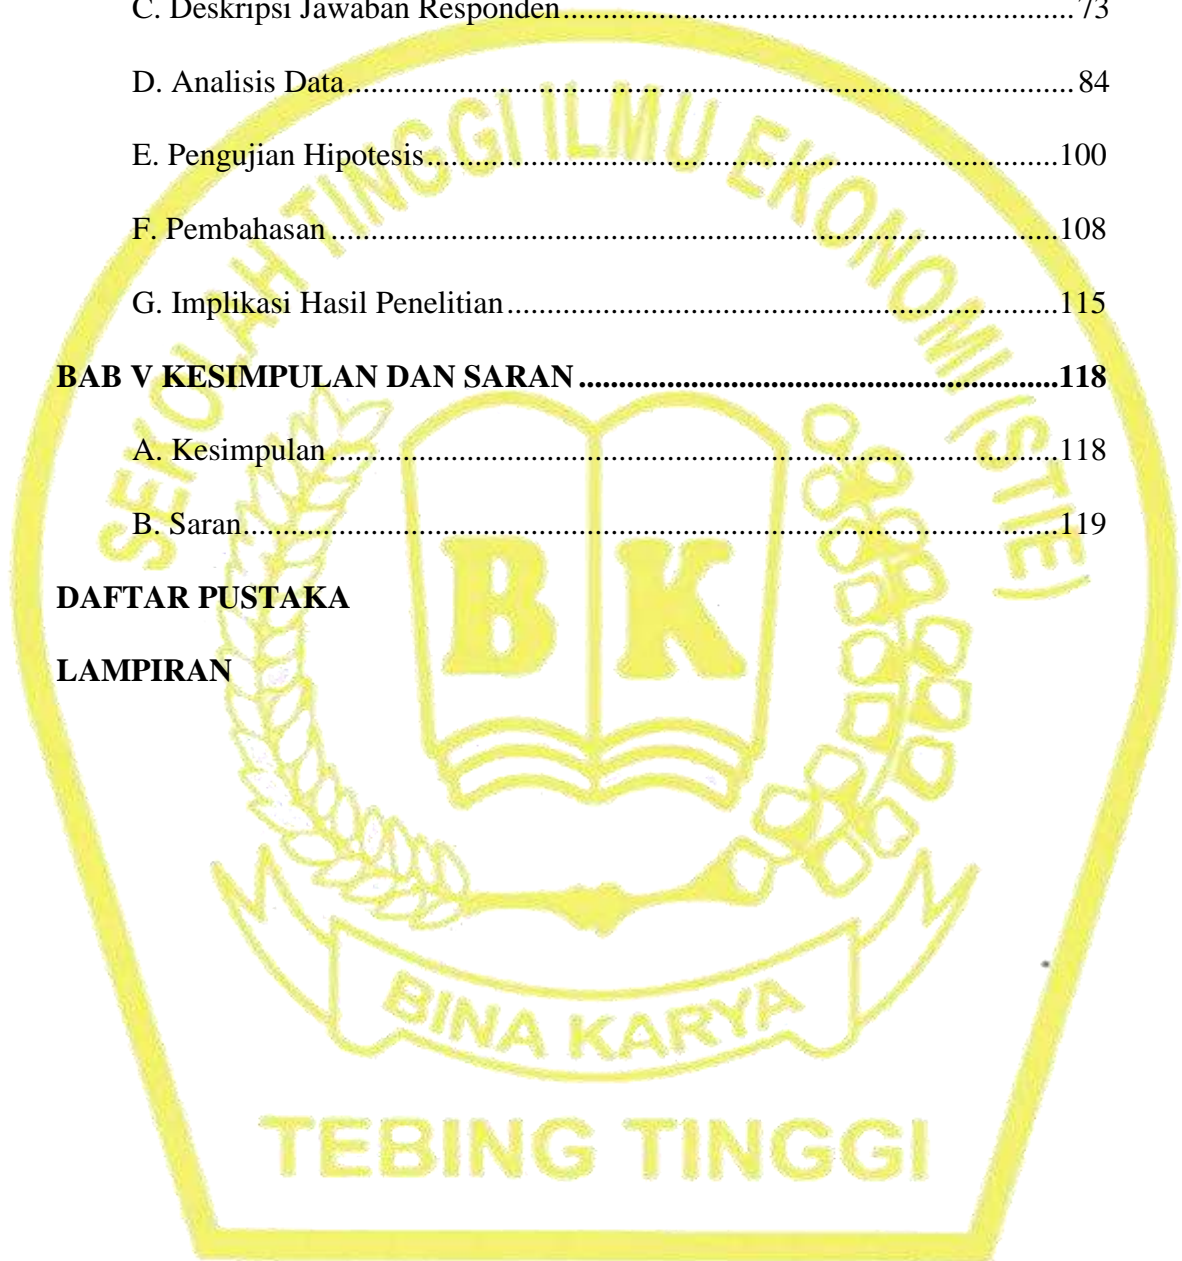 C. Deskripsi Jawaban Responden................................................................73
D. Analisis Data...........................................................................................84
E. Pengujian Hipotesis...............................................................................100
F. Pembahasan...........................................................................................108
G. Implikasi Hasil Penelitian.....................................................................115
BAB V KESIMPULAN DAN SARAN.............................................................118
A. Kesimpulan...........................................................................................118
B. Saran......................................................................................................119
DAFTAR PUSTAKA
LAMPIRAN
SEKOLAH TINGGI ILMU EKONOMI (STIE)
B K
BINA KARYA
TEBING TINGGI